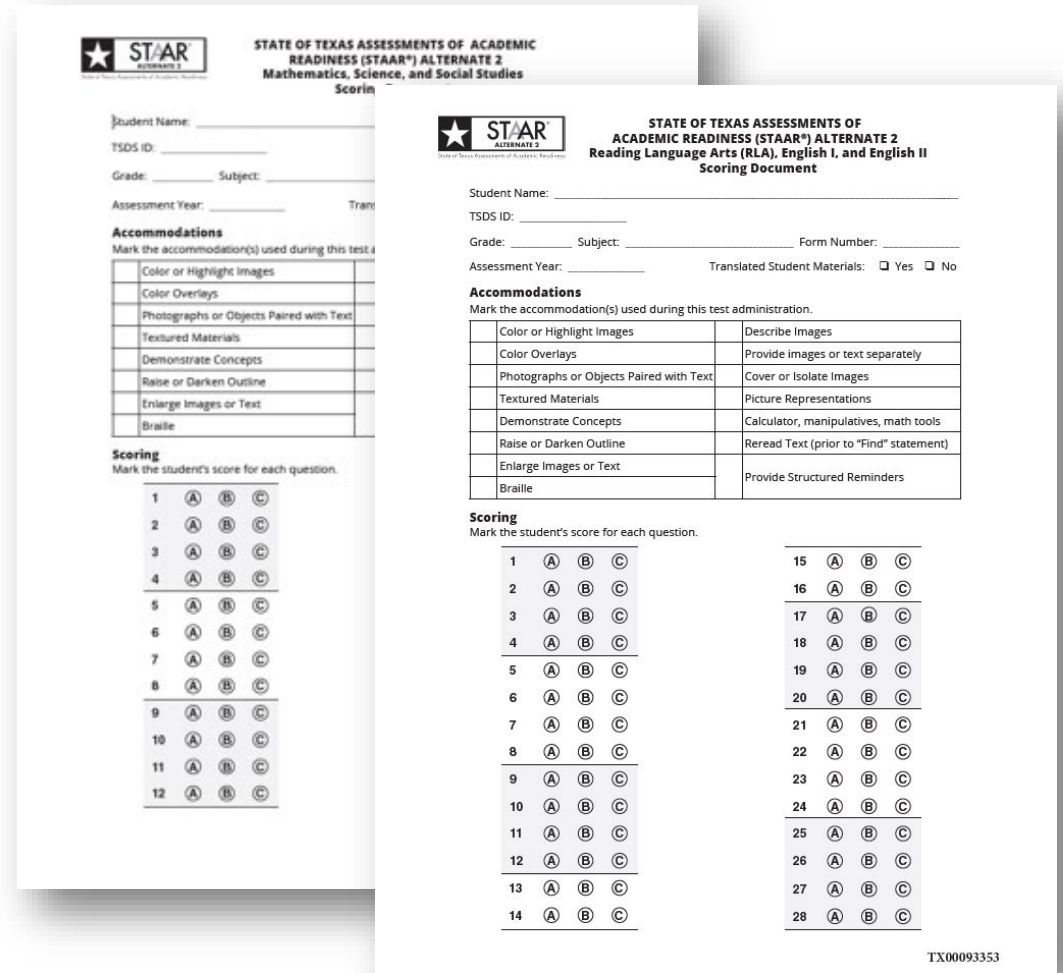 STAAR
ALTERNATE 2
State of Texas Assessments of Academic Readiness
STATE OF TEXAS ASSESSMENTS OF ACADEMIC
READINESS (STAAR®) ALTERNATE 2
Mathematics, Science, and Social Studies
Scorin
Student Name:
TSDS ID:
Grade: Subject:
Assessment Year: Trans
Accommodations
Mark the accommodation(s) used during this test a
Color or Highlight Images
Color Overlays
Photographs or Objects Paired with Text
Textured Materials
Demonstrate Concepts
Raise or Darken Outline
Enlarge Images or Text
Braille
Scoring
Mark the student's score for each question.
1 A B C
2 A B C
3 A B C
4 A B C
5 A B C
6 A B C
7 A B C
8 A B C
9 A B C
10 A B C
11 A B C
12 A B C
STAAR
ALTERNATE 2
State of Texas Assessments of Academic Readiness
STATE OF TEXAS ASSESSMENTS OF
ACADEMIC READINESS (STAAR®) ALTERNATE 2
Reading Language Arts (RLA), English I, and English II
Scoring Document
Student Name:
TSDS ID:
Grade: Subject: Form Number:
Assessment Year: Translated Student Materials: ❑ Yes ❑ No
Accommodations
Mark the accommodation(s) used during this test administration.
Color or Highlight Images Describe Images
Color Overlays Provide images or text separately
Photographs or Objects Paired with Text Cover or Isolate Images
Textured Materials Picture Representations
Demonstrate Concepts Calculator, manipulatives, math tools
Raise or Darken Outline Reread Text (prior to “Find” statement)
Enlarge Images or Text
Provide Structured Reminders
Braille
Scoring
Mark the student's score for each question.
1 A B C 15 A B C
2 A B C 16 A B C
3 A B C 17 A B C
4 A B C 18 A B C
5 A B C 19 A B C
6 A B C 20 A B C
7 A B C 21 A B C
8 A B C 22 A B C
9 A B C 23 A B C
10 A B C 24 A B C
11 A B C 25 A B C
12 A B C 26 A B C
13 A B C 27 A B C
14 A B C 28 A B C
TX00093353